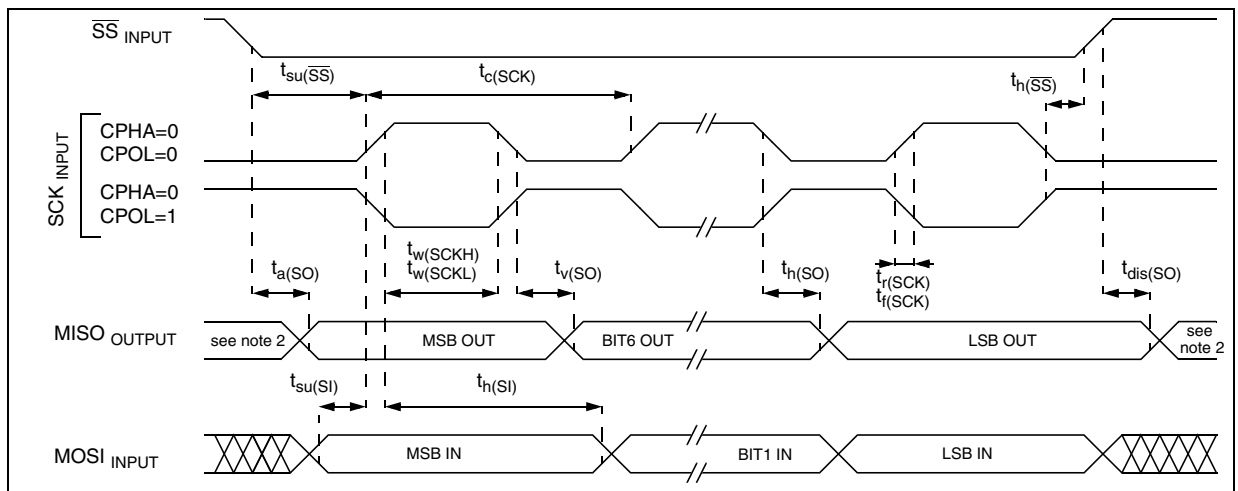 SS INPUT
tsu(SS)
tc(SCK)
th(SS)
SCK INPUT
CPHA=0
CPOL=0
CPHA=0
CPOL=1
ta(SO)
tw(SCKH)
tw(SCKL)
tv(SO)
th(SO)
tr(SCK)
tf(SCK)
tdis(SO)
MISO OUTPUT
see note 2
MSB OUT
BIT6 OUT
LSB OUT
see
note 2
tsu(SI)
th(SI)
MOSI INPUT
MSB IN
BIT1 IN
LSB IN